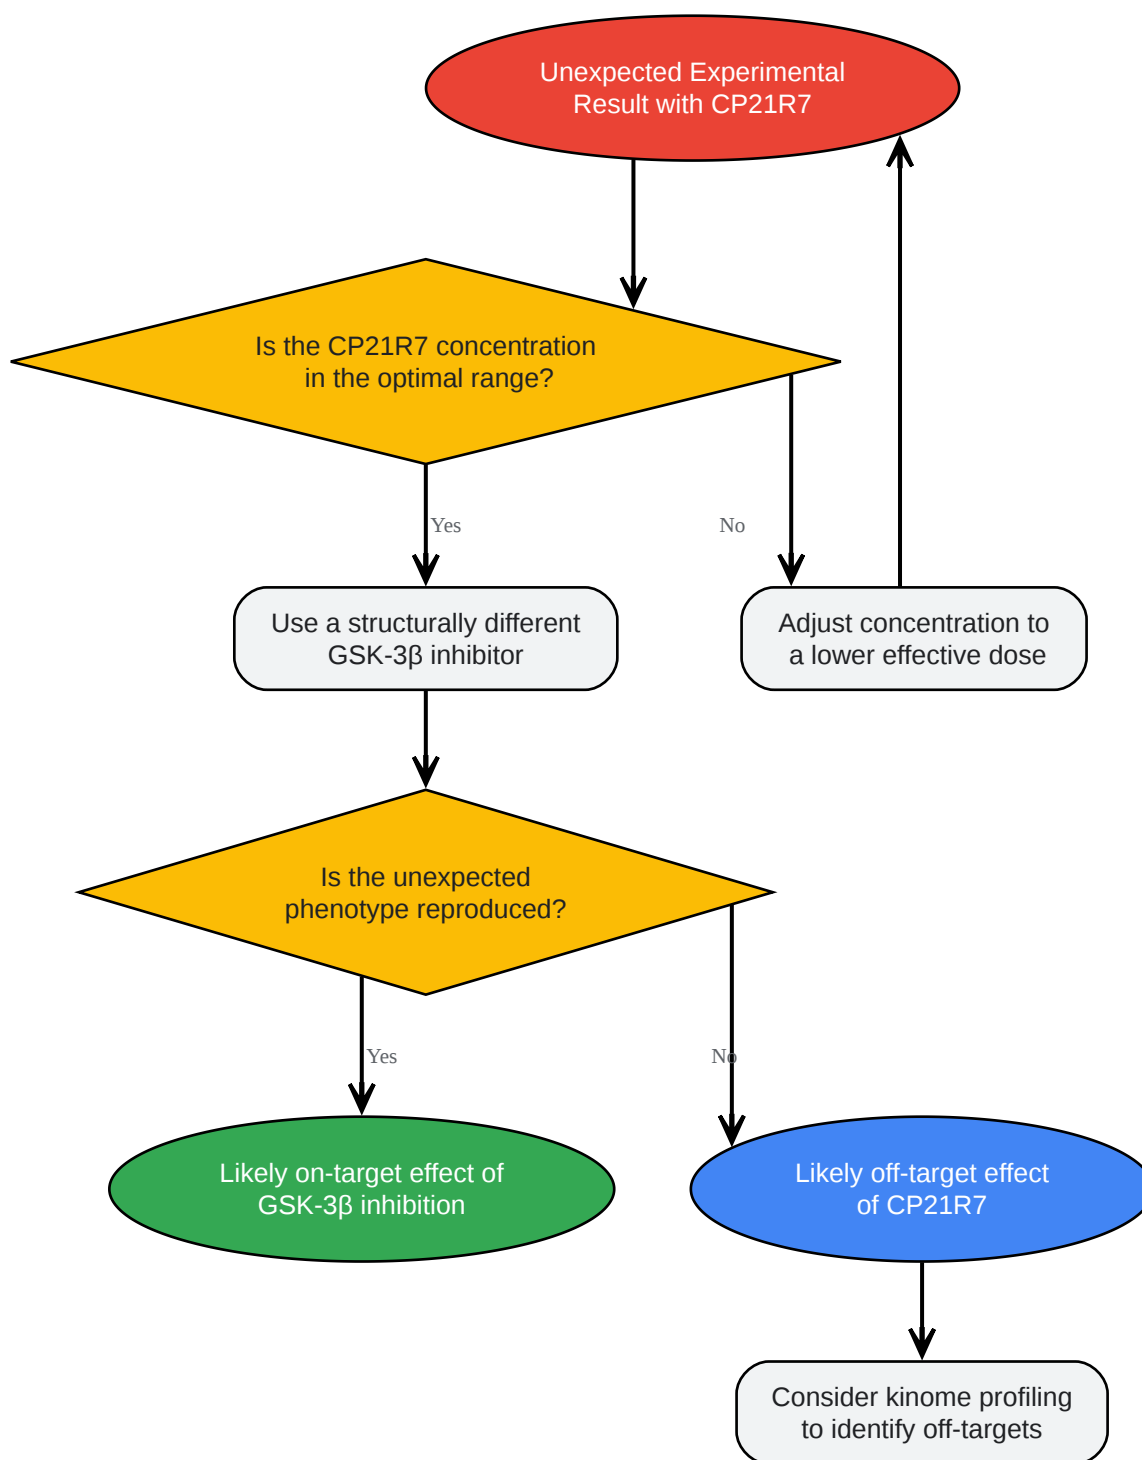 Unexpected Experimental
Result with CP21R7
Is the CP21R7 concentration
in the optimal range?
Yes
No
Use a structurally different
GSK-3β inhibitor
Adjust concentration to
a lower effective dose
Is the unexpected
phenotype reproduced?
Yes
No
Likely on-target effect of
GSK-3β inhibition
Likely off-target effect
of CP21R7
Consider kinome profiling
to identify off-targets